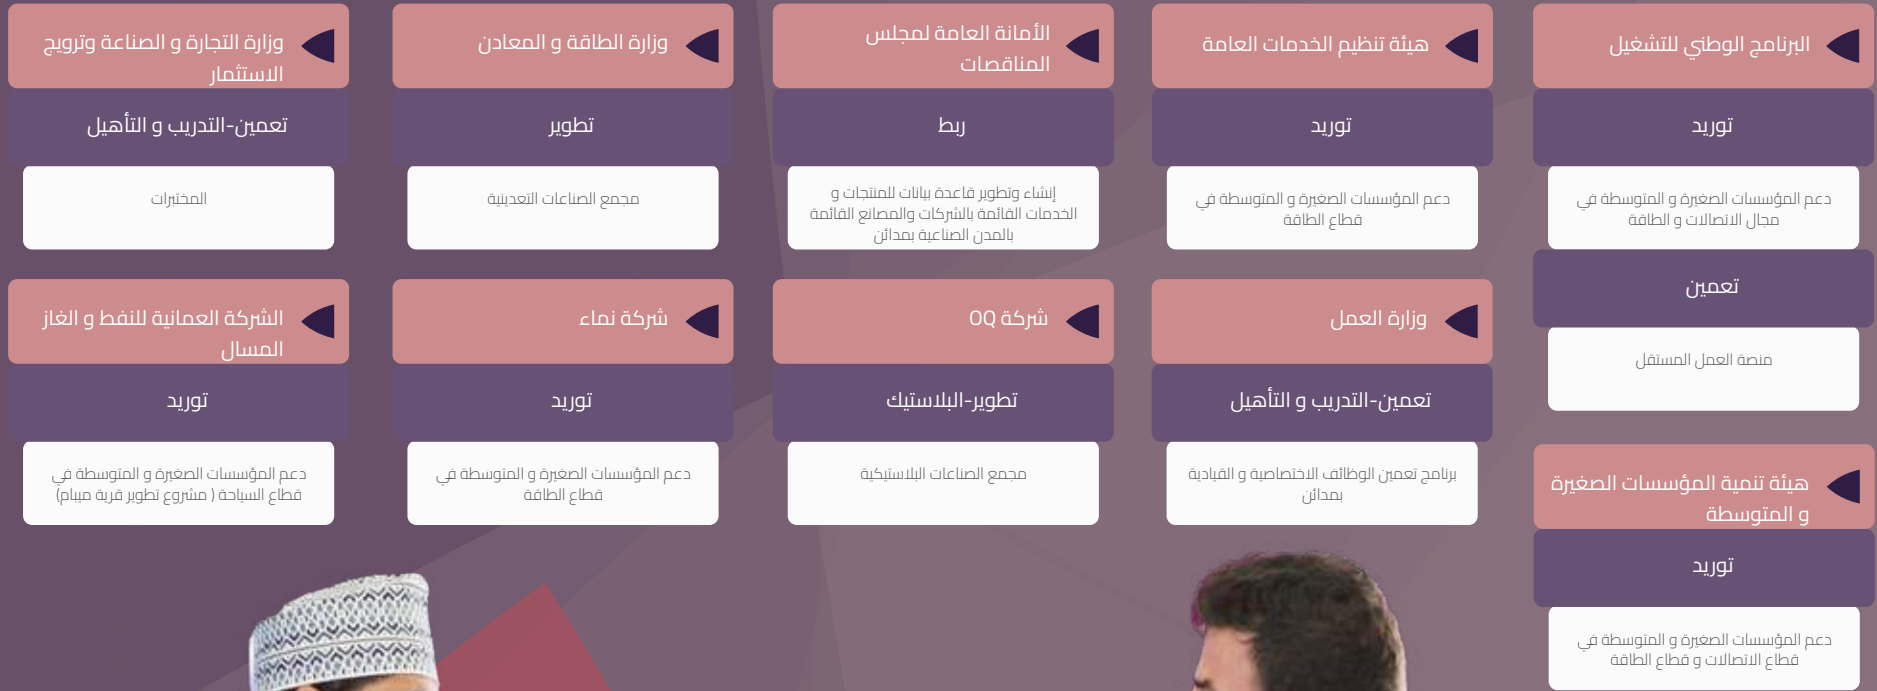 البرنامج الوطني للتشغيل
توريد
دعم المؤسسات الصغيرة و المتوسطة في
مجال الاتصالات و الطاقة
تعمين
منصة العمل المستقل
هيئة تنمية المؤسسات الصغيرة
و المتوسطة
توريد
دعم المؤسسات الصغيرة و المتوسطة في
قطاع الاتصالات و قطاع الطاقة
هيئة تنظيم الخدمات العامة
توريد
دعم المؤسسات الصغيرة و المتوسطة في
قطاع الطاقة
وزارة العمل
تعمين-التدريب و التأهيل
برنامج تعمين الوظائف الاختصاصية و القيادية
بمدائن
الأمانة العامة لمجلس
المناقصات
ربط
إنشاء وتطوير قاعدة بيانات للمنتجات و
الخدمات القائمة بالشركات والمصانع القائمة
بالمدن الصناعية بمدائن
شركة OQ
تطوير-البلاستيك
مجمع الصناعات البلاستيكية
وزارة الطاقة و المعادن
تطوير
مجمع الصناعات التعدينية
شركة نماء
توريد
دعم المؤسسات الصغيرة و المتوسطة في
قطاع الطاقة
وزارة التجارة و الصناعة وترويج
الاستثمار
تعمين-التدريب و التأهيل
المختبرات
الشركة العمانية للنفط و الغاز
المسال
توريد
دعم المؤسسات الصغيرة و المتوسطة في
قطاع السياحة ( مشروع تطوير قرية ميبام)